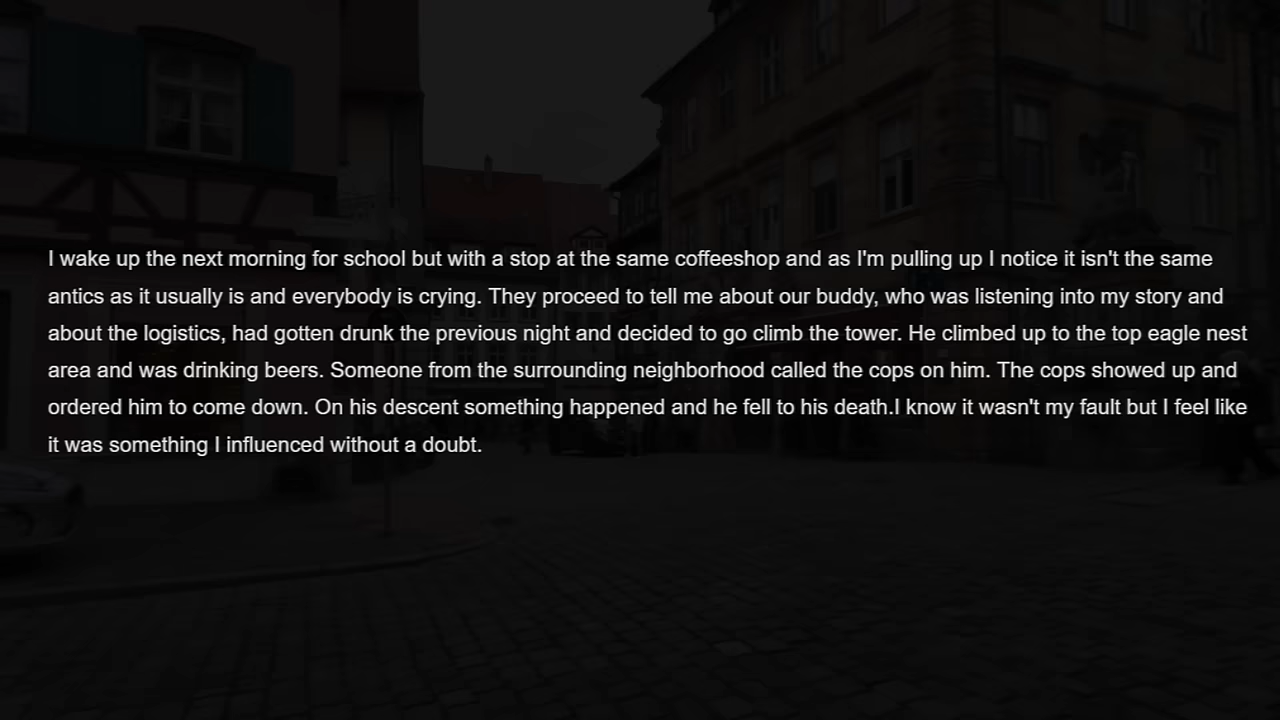 I wake up the next morning for school but with a stop at the same coffeeshop and as I'm pulling up I notice it isn't the same
antics as it usually is and everybody is crying. They proceed to tell me about our buddy, who was listening into my story and
about the logistics, had gotten drunk the previous night and decided to go climb the tower. He climbed up to the top eagle nest
area and was drinking beers. Someone from the surrounding neighborhood called the cops on him. The cops showed up and
ordered him to come down. On his descent something happened and he fell to his death.I know it wasn't my fault but I feel like
it was something I influenced without a doubt.